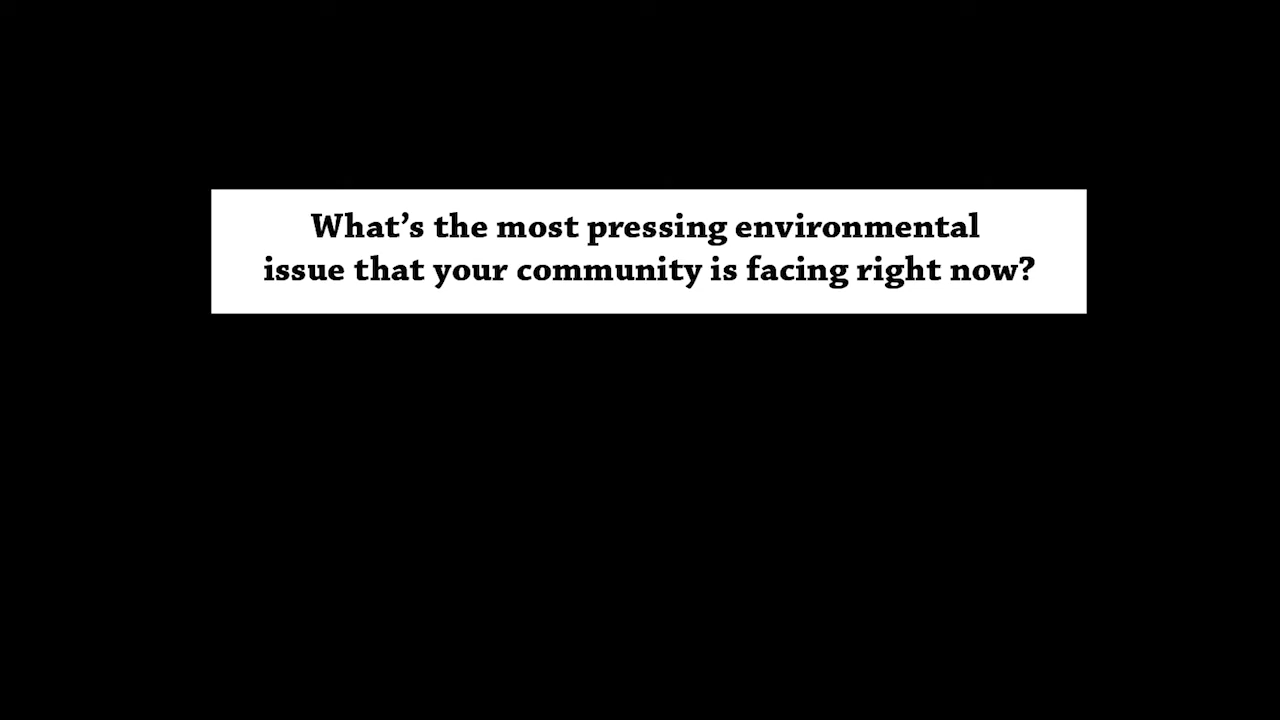 What’s the most pressing environmental
issue that your community is facing right now?